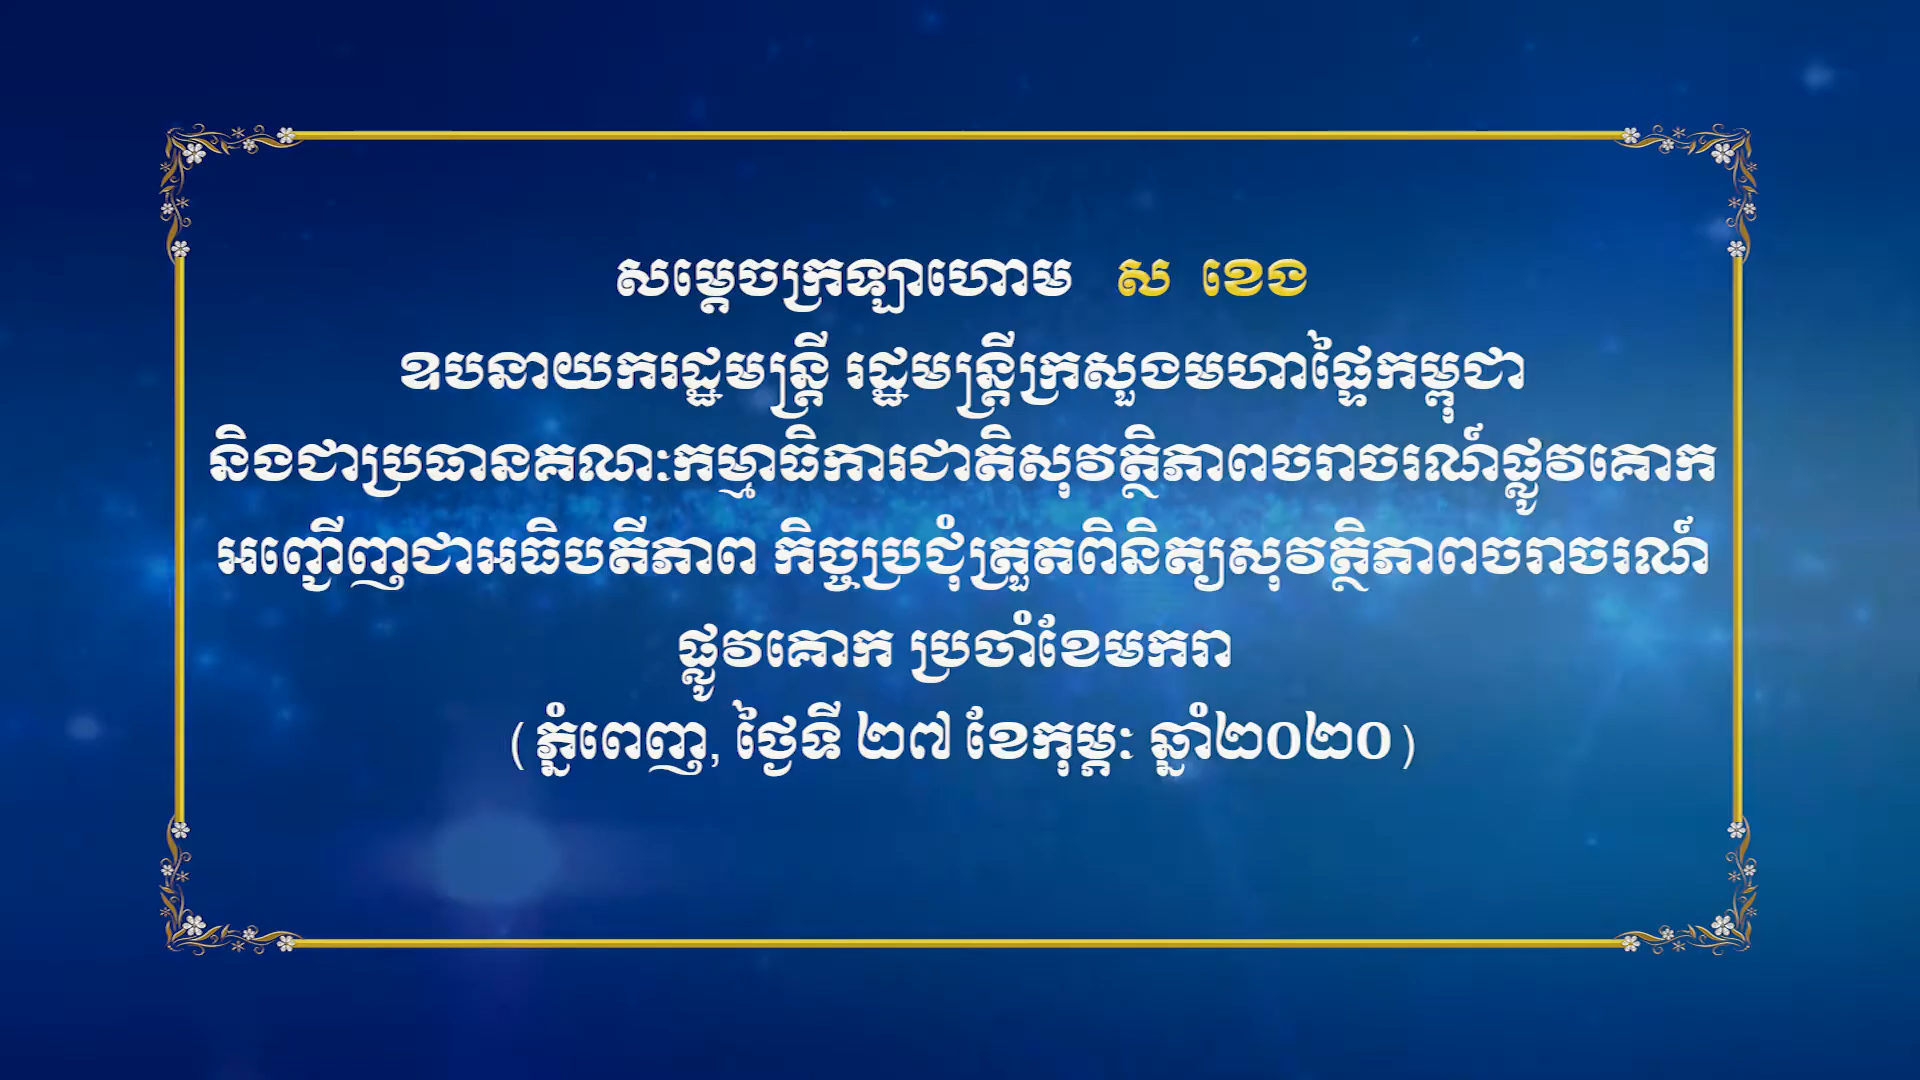 សម្ដេចក្រឡាហោម ស ខេង
ឧបនាយករដ្ឋមន្ត្រី រដ្ឋមន្ត្រីក្រសួងមហាផ្ទៃកម្ពុជា
និងជាប្រធានគណៈកម្មាធិការជាតិសុវត្ថិភាពចរាចរណ៍ផ្លូវគោក
អញ្ជើញជាអធិបតីភាព កិច្ចប្រជុំត្រួតពិនិត្យសុវត្ថិភាពចរាចរណ៍
ផ្លូវគោក ប្រចាំខែមករា
(ភ្នំពេញ, ថ្ងៃទី ២៧ ខែកុម្ភៈ ឆ្នាំ២០២០)